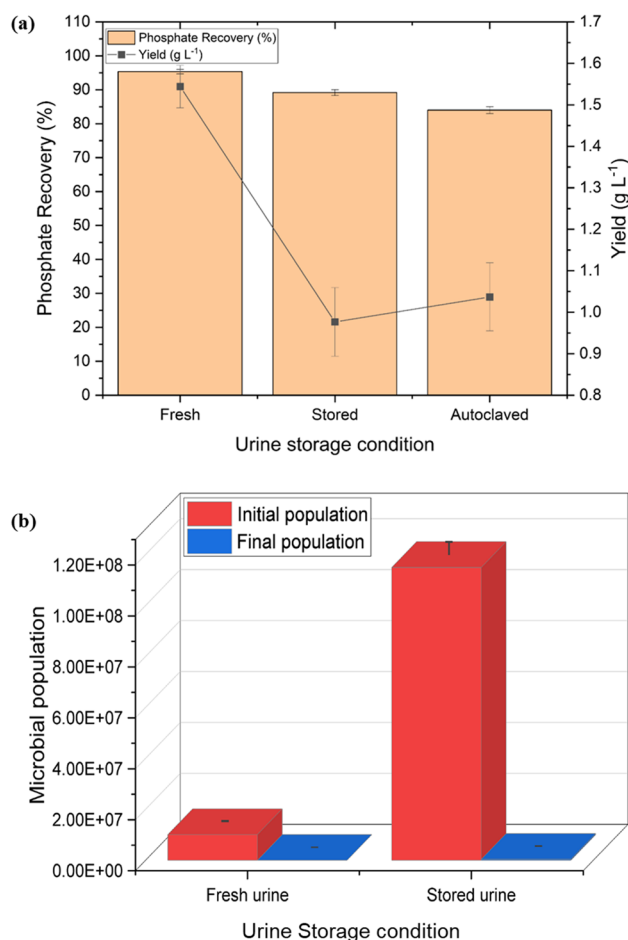 (a)
Phosphate Recovery (%)
Yield (g L⁻¹)
110
100
90
80
70
60
50
40
30
20
10
0
Phosphate Recovery (%)
1.7
1.6
1.5
1.4
1.3
1.2
1.1
1.0
0.9
0.8
Yield (g L⁻¹)
Fresh Stored Autoclaved
Urine storage condition
(b)
Initial population
Final population
1.20E+08
1.00E+08
8.00E+07
6.00E+07
4.00E+07
2.00E+07
0.00E+00
Microbial population
Fresh urine Stored urine
Urine Storage condition